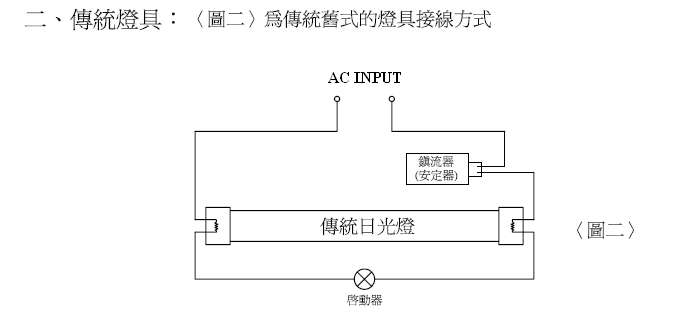 二、傳統燈具：〈圖二〉為傳統舊式的燈具接線方式
AC INPUT
鎮流器
(安定器)
傳統日光燈
〈圖二〉
啓動器